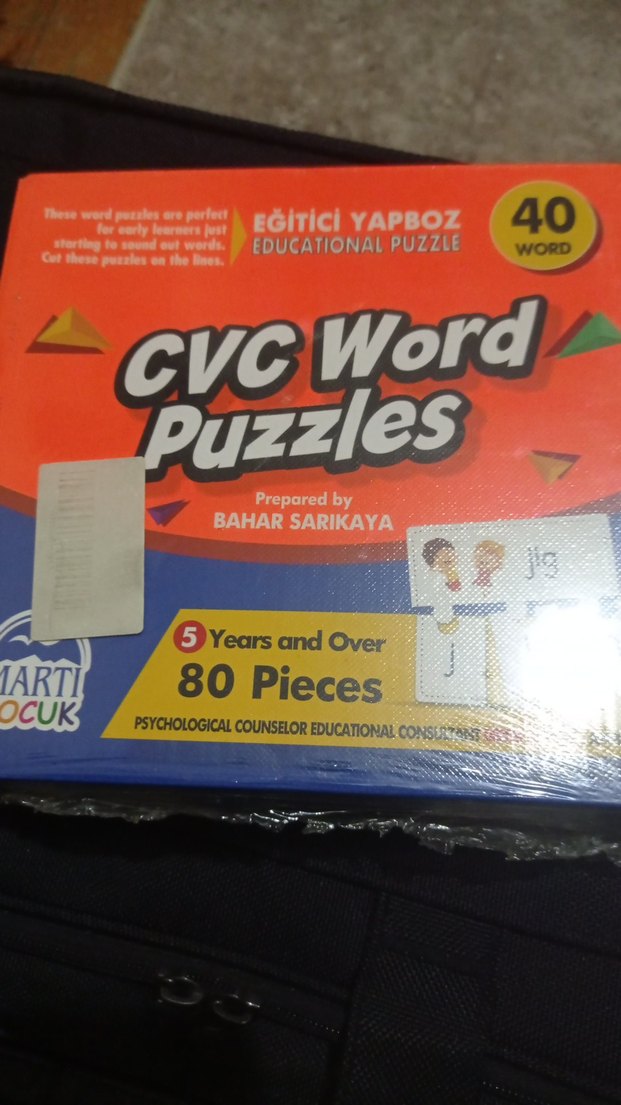 These word puzzles are perfect
for early learners just
starting to sound out words.
Cut these puzzles on the lines.
EĞİTİCİ YAPBOZ
EDUCATIONAL PUZZLE
40
WORD
CVC Word
Puzzles
Prepared by
BAHAR SARIKAYA
jig
j
MARTI
OCUK
5 Years and Over
80 Pieces
PSYCHOLOGICAL COUNSELOR EDUCATIONAL CONSULTANT